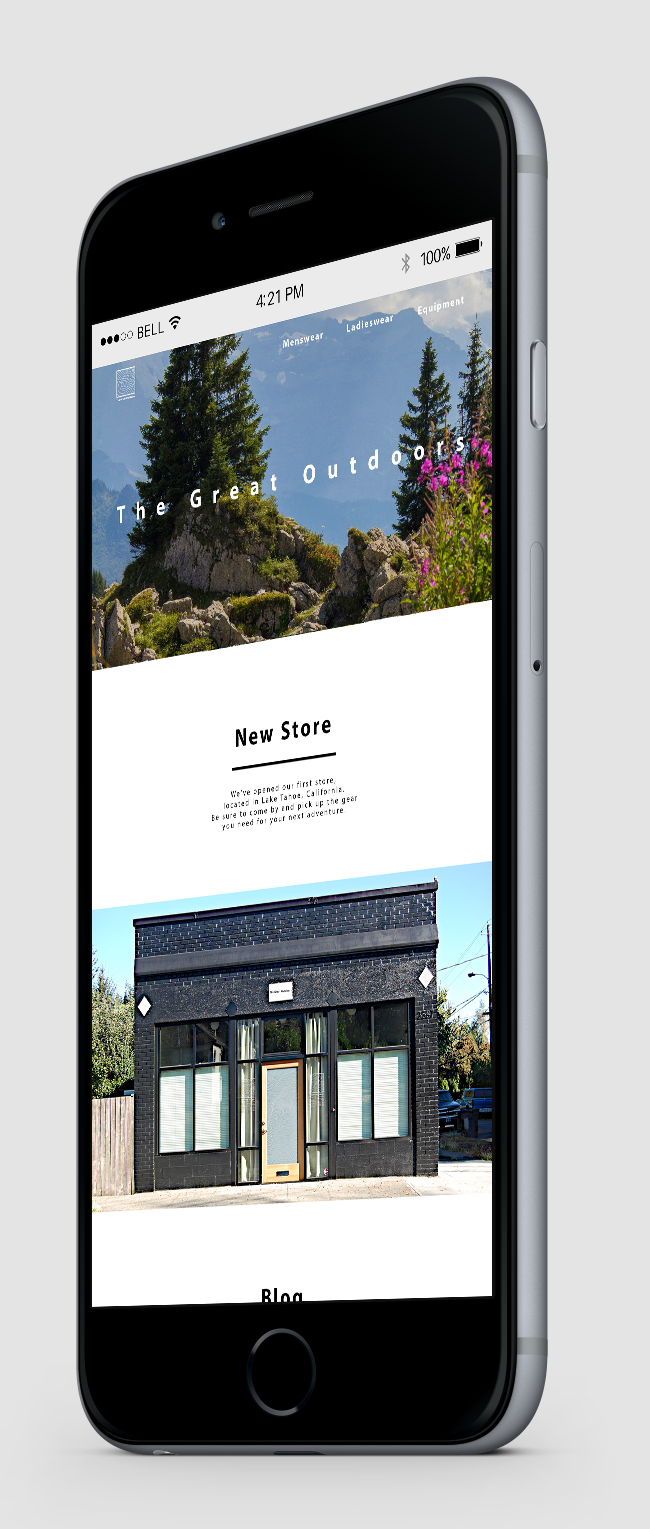 BELL
4:21 PM
100%
Menswear Ladieswear Equipment
The Great Outdoors
New Store
We've opened our first store,
located in Lake Tahoe, California.
Be sure to come by and pick up the gear
you need for your next adventure.
Blog